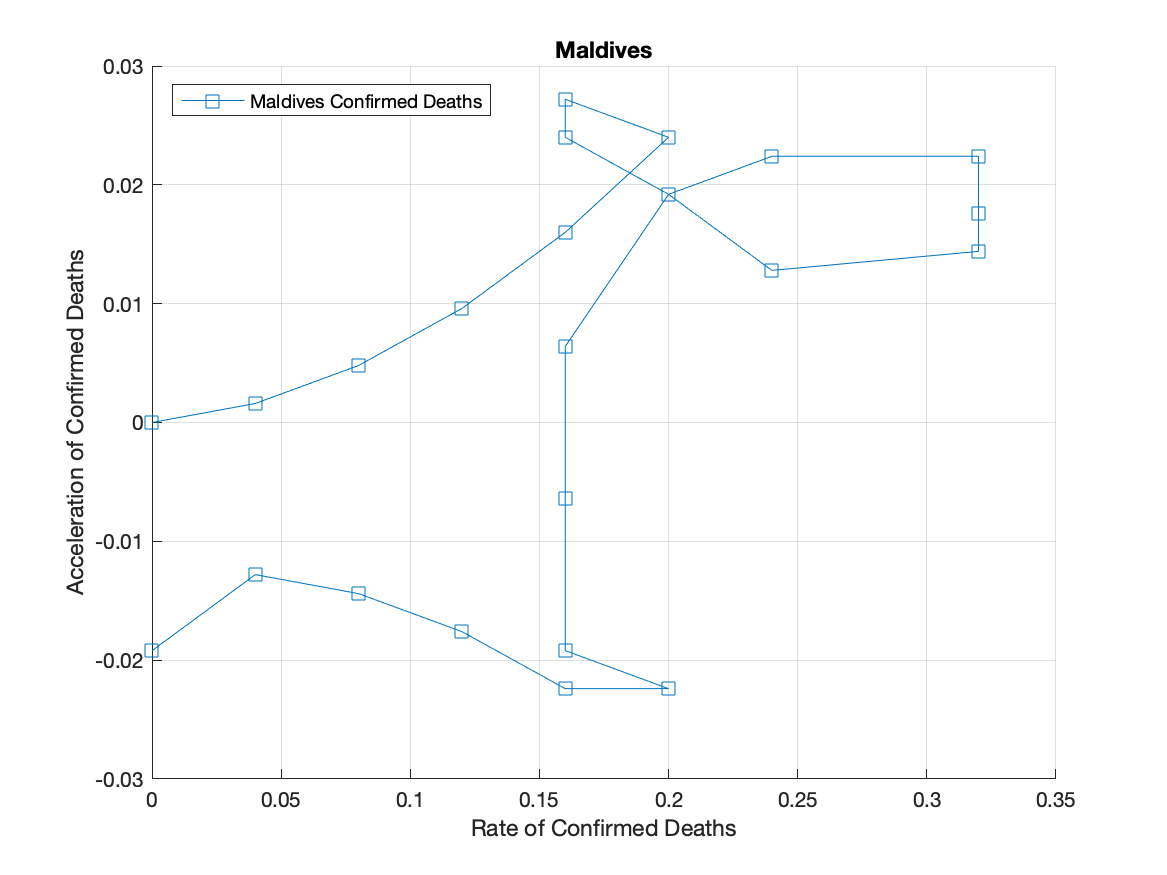 Maldives
Maldives Confirmed Deaths
0.03
0.02
0.01
0
-0.01
-0.02
-0.03
Acceleration of Confirmed Deaths
0 0.05 0.1 0.15 0.2 0.25 0.3 0.35
Rate of Confirmed Deaths